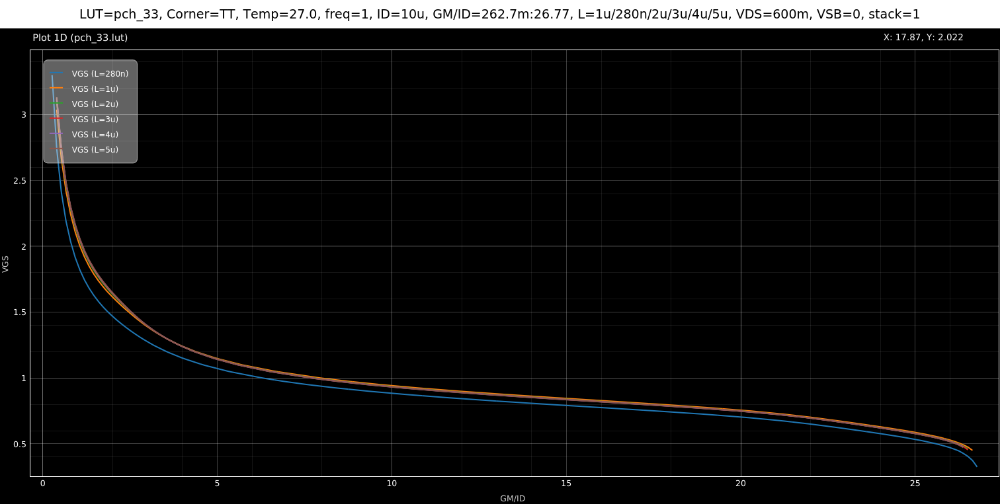 LUT=pch_33, Corner=TT, Temp=27.0, freq=1, ID=10u, GM/ID=262.7m:26.77, L=1u/280n/2u/3u/4u/5u, VDS=600m, VSB=0, stack=1
Plot 1D (pch_33.lut)
X: 17.87, Y: 2.022
VGS (L=280n)
VGS (L=1u)
VGS (L=2u)
VGS (L=3u)
VGS (L=4u)
VGS (L=5u)
3
2.5
2
1.5
1
0.5
VGS
0
5
10
15
20
25
GM/ID